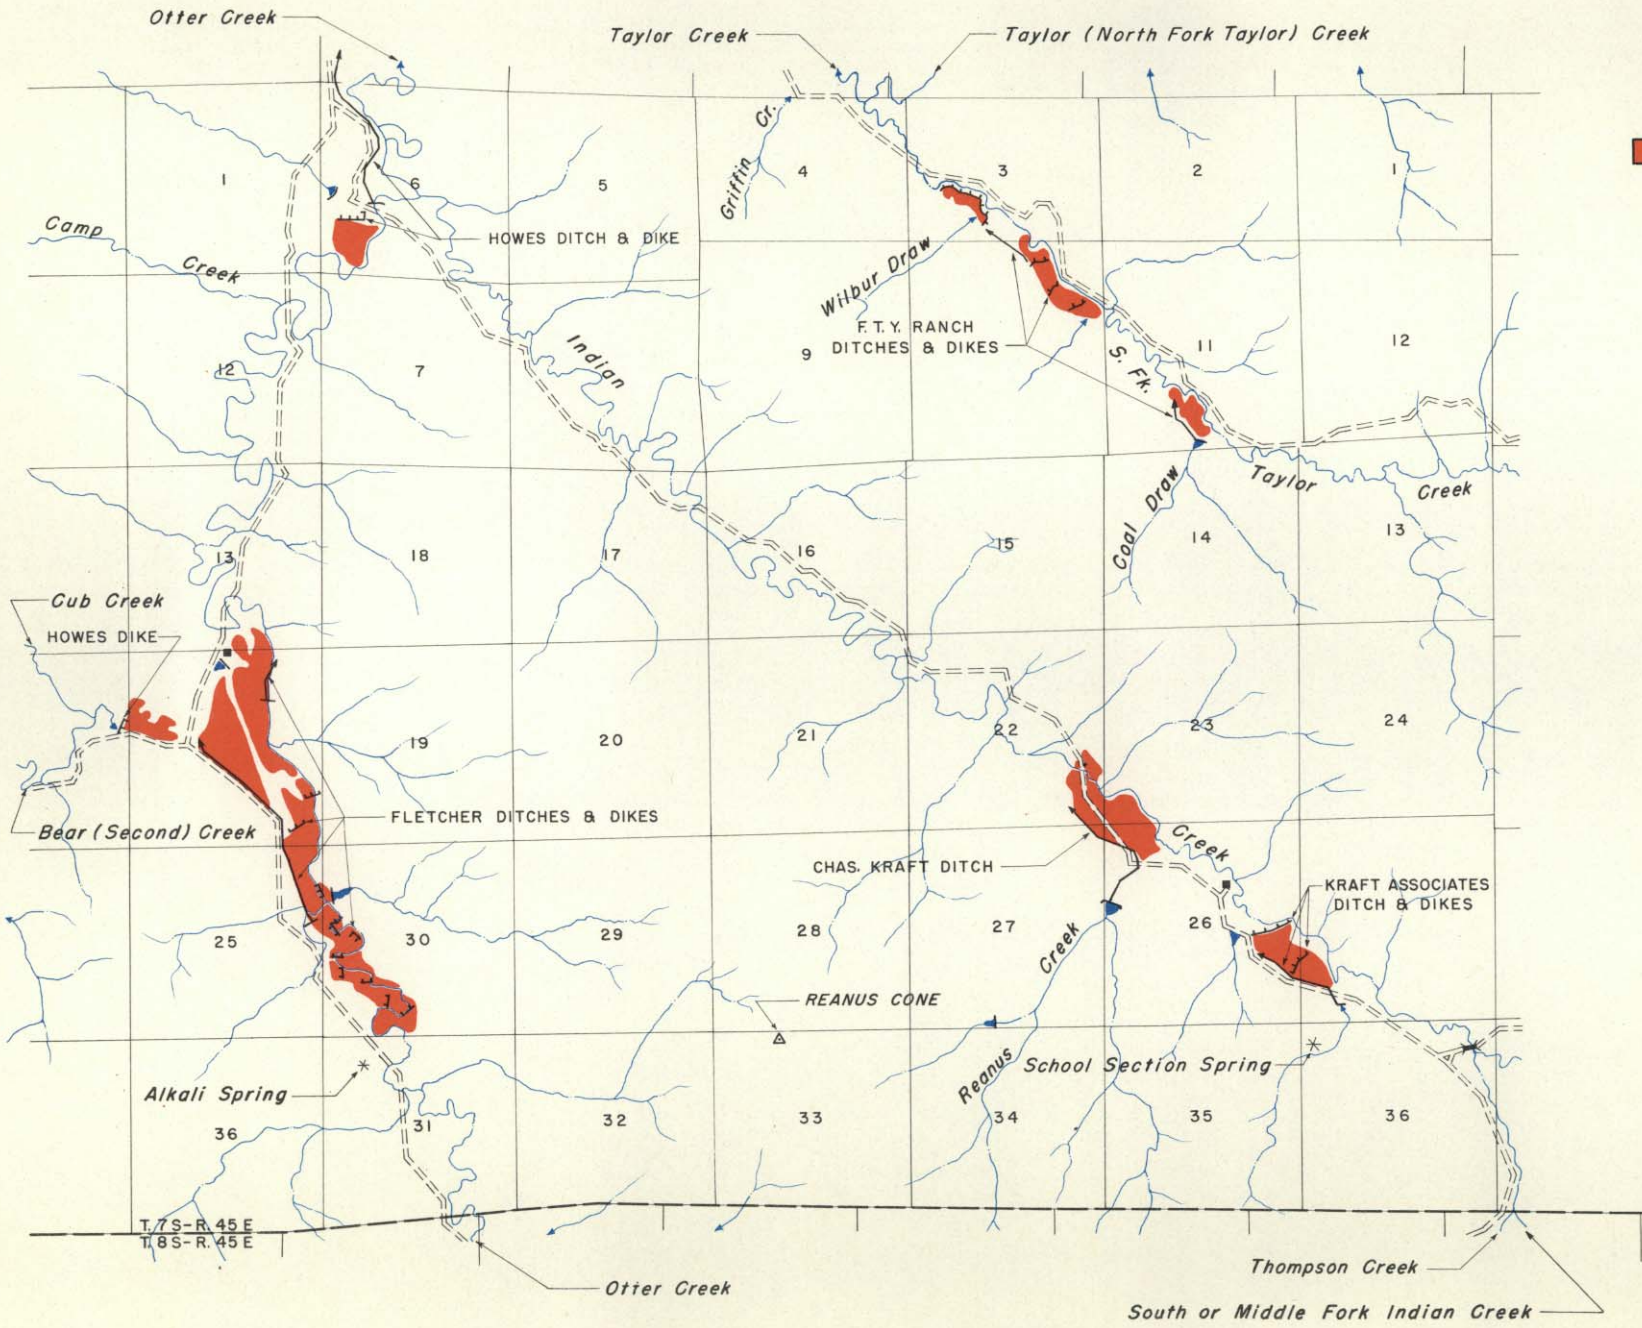 Otter Creek
Taylor Creek
Taylor (North Fork Taylor) Creek
Griffin Cr.
1
6
5
4
3
2
1
Camp
Creek
HOWES DITCH & DIKE
Wilbur Draw
F.T.Y. RANCH
DITCHES & DIKES
12
7
Indian
9
S. Fk.
11
12
Coal Draw
Taylor
Creek
13
18
17
16
15
14
13
Cub Creek
HOWES DIKE
19
20
21
22
23
24
Bear (Second) Creek
FLETCHER DITCHES & DIKES
CHAS. KRAFT DITCH
Creek
KRAFT ASSOCIATES
DITCH & DIKES
25
30
29
28
27
26
Reanus Creek
REANUS CONE
School Section Spring
Alkali Spring
36
31
32
33
34
35
36
T. 7 S - R. 45 E
T. 8 S - R. 45 E
Otter Creek
Thompson Creek
South or Middle Fork Indian Creek